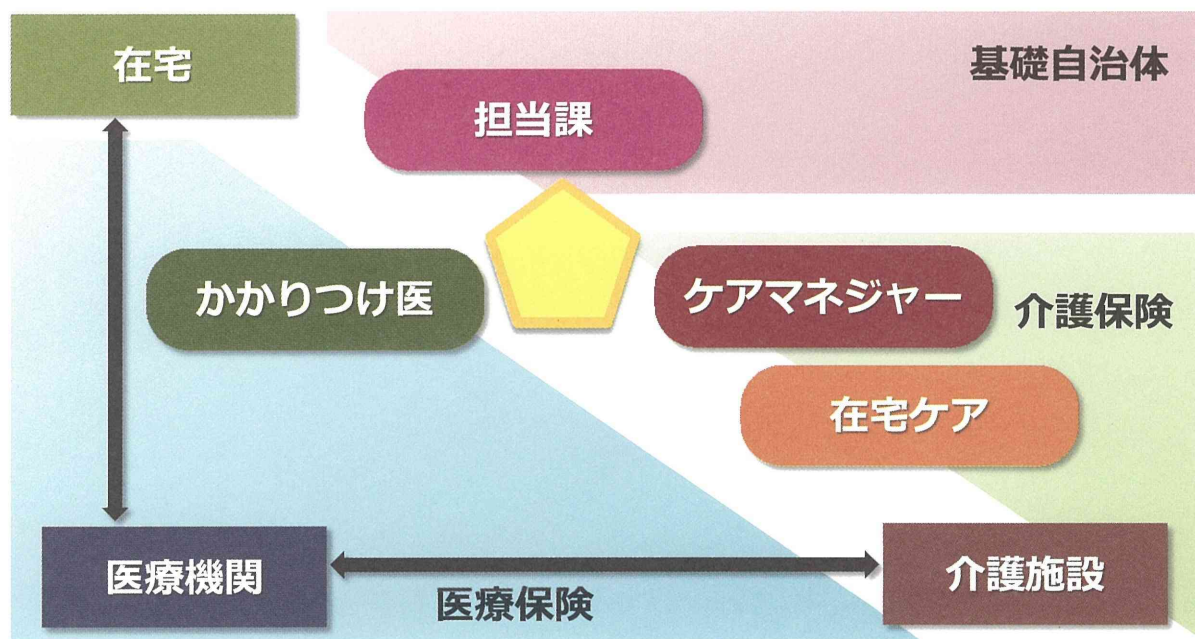 在宅
基礎自治体
担当課
かかりつけ医
ケアマネジャー
介護保険
在宅ケア
医療機関
介護施設
医療保険